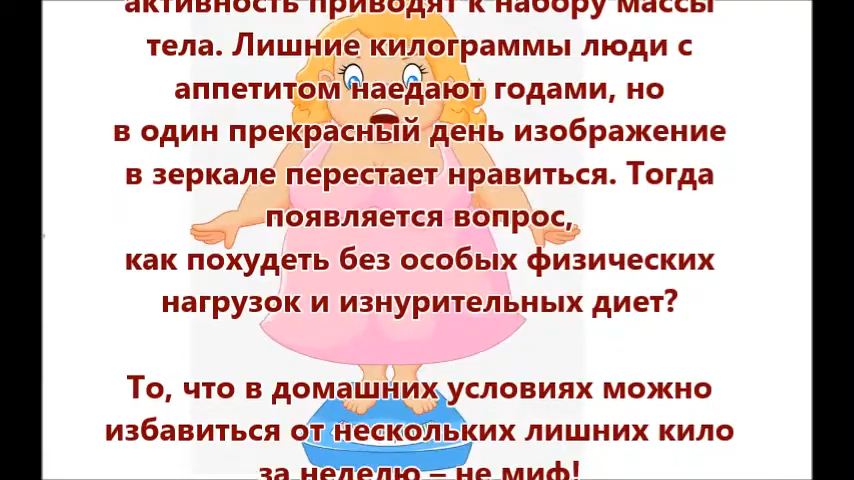 активность приводят к набору массы
тела. Лишние килограммы люди с
аппетитом наедают годами, но
в один прекрасный день изображение
в зеркале перестает нравиться. Тогда
появляется вопрос,
как похудеть без особых физических
нагрузок и изнурительных диет?
То, что в домашних условиях можно
избавиться от нескольких лишних кило
за неделю – не миф!